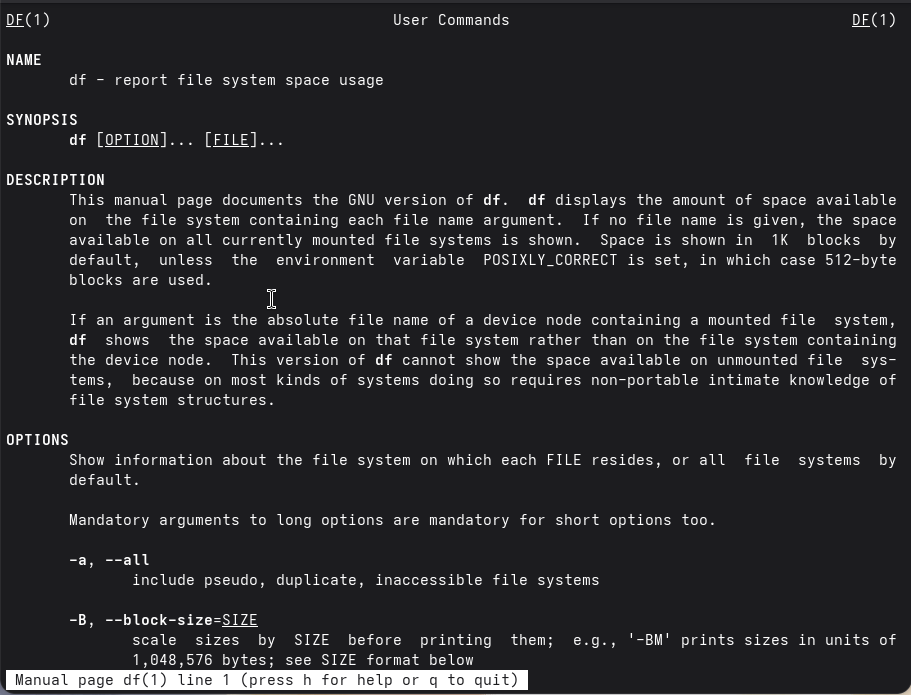 DF(1) User Commands DF(1)
NAME
df - report file system space usage
SYNOPSIS
df [OPTION]... [FILE]...
DESCRIPTION
This manual page documents the GNU version of df.  df displays the amount of space available
on  the file system containing each file name argument.  If no file name is given, the space
available on all currently mounted file systems is shown.  Space is shown in  1K  blocks  by
default,  unless  the  environment  variable  POSIXLY_CORRECT is set, in which case 512-byte
blocks are used.
If an argument is the absolute file name of a device node containing a mounted file  system,
df  shows  the space available on that file system rather than on the file system containing
the device node.  This version of df cannot show the space available on unmounted file  sys-
tems,  because on most kinds of systems doing so requires non-portable intimate knowledge of
file system structures.
OPTIONS
Show information about the file system on which each FILE resides, or all  file  systems  by
default.
Mandatory arguments to long options are mandatory for short options too.
-a, --all
include pseudo, duplicate, inaccessible file systems
-B, --block-size=SIZE
scale  sizes  by  SIZE  before  printing  them;  e.g., '-BM' prints sizes in units of
1,048,576 bytes; see SIZE format below
Manual page df(1) line 1 (press h for help or q to quit)